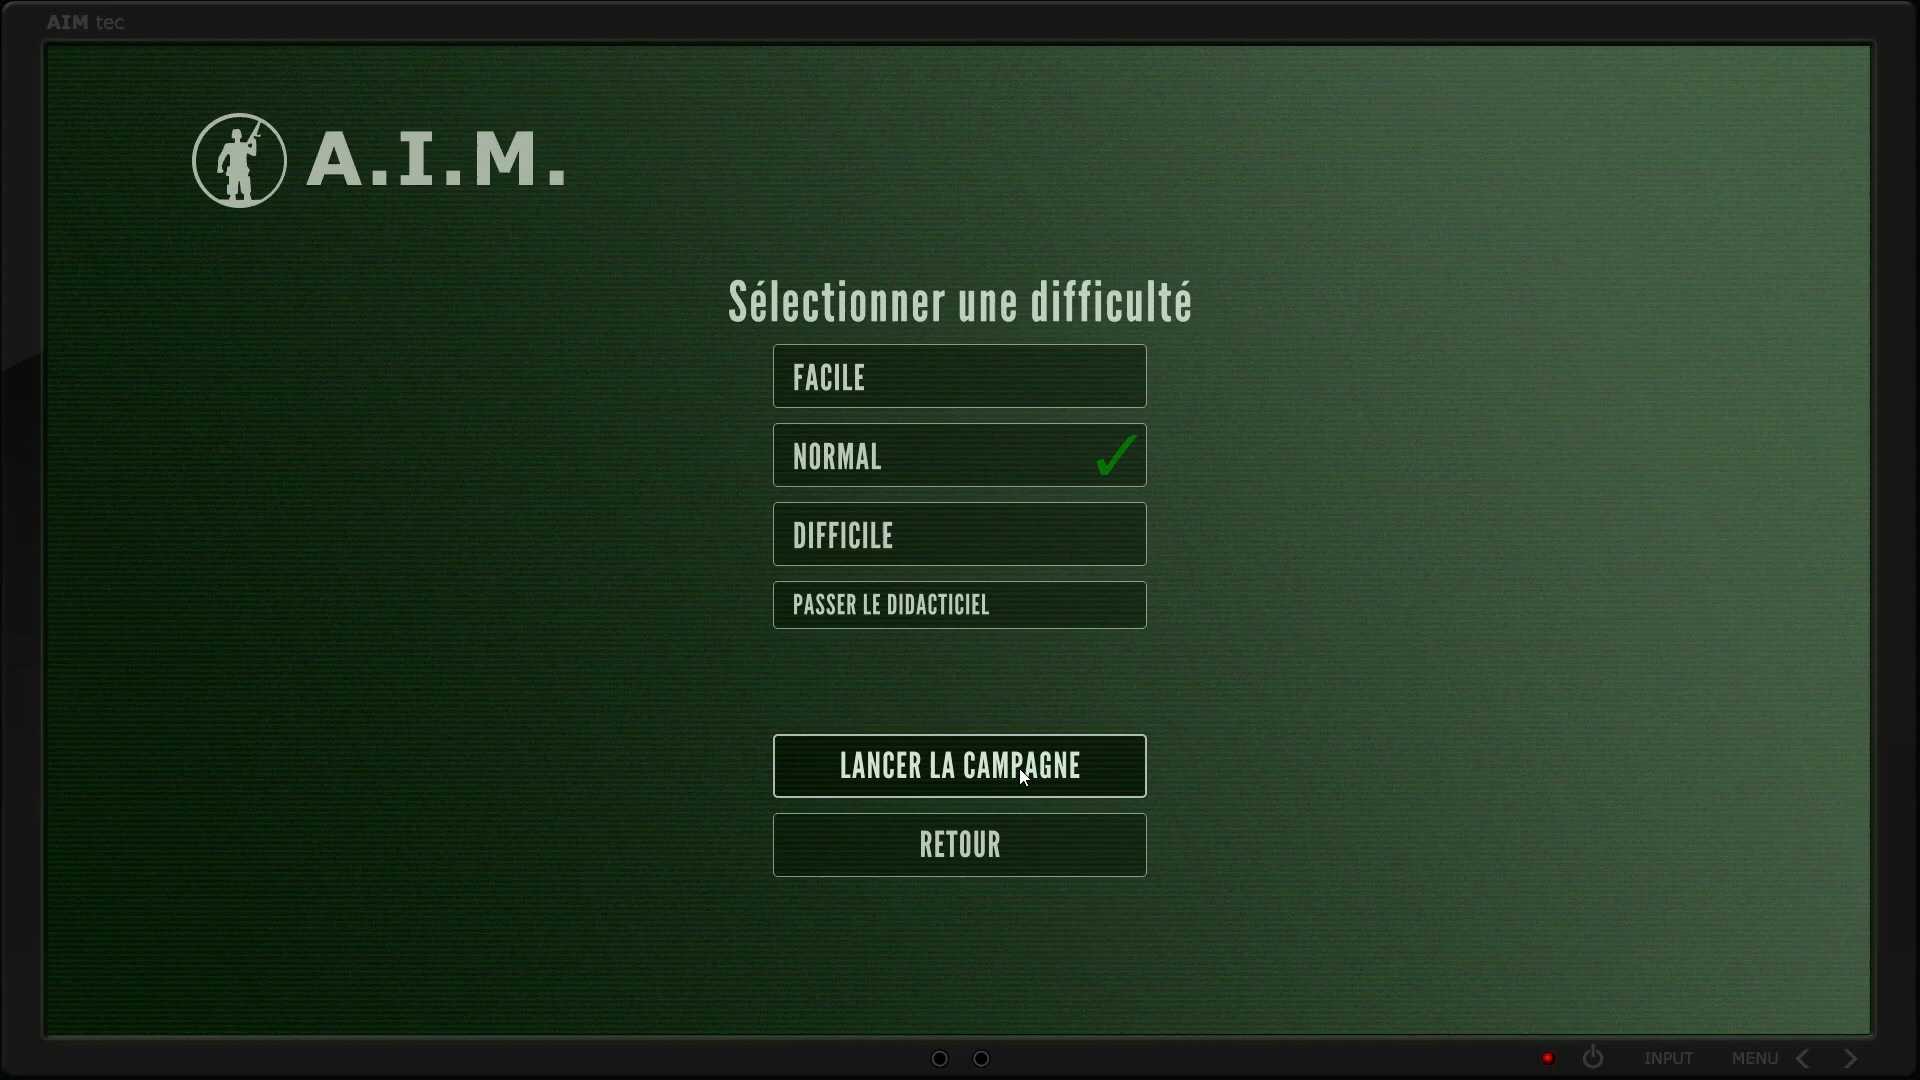 AIM tec
A.I.M.
Sélectionner une difficulté
FACILE
NORMAL
DIFFICILE
PASSER LE DIDACTICIEL
LANCER LA CAMPAGNE
RETOUR
INPUT MENU